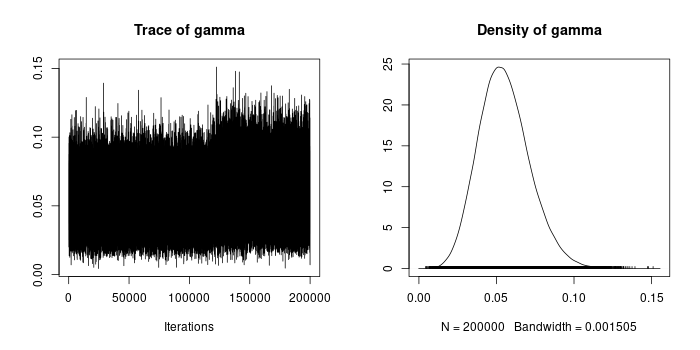 Trace of gamma
0.00 0.05 0.10 0.15
0 50000 100000 150000 200000
Iterations
Density of gamma
0 5 10 15 20 25
0.00 0.05 0.10 0.15
N = 200000 Bandwidth = 0.001505